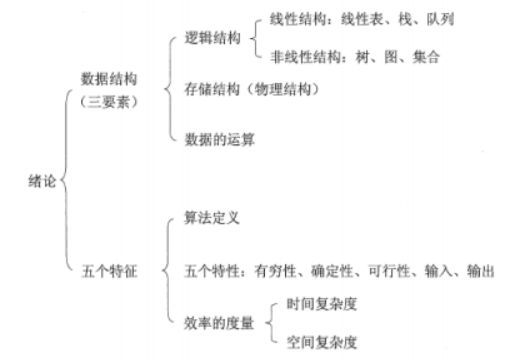 绪论
数据结构
（三要素）
逻辑结构
线性结构：线性表、栈、队列
非线性结构：树、图、集合
存储结构（物理结构）
数据的运算
五个特征
算法定义
五个特性：有穷性、确定性、可行性、输入、输出
效率的度量
时间复杂度
空间复杂度